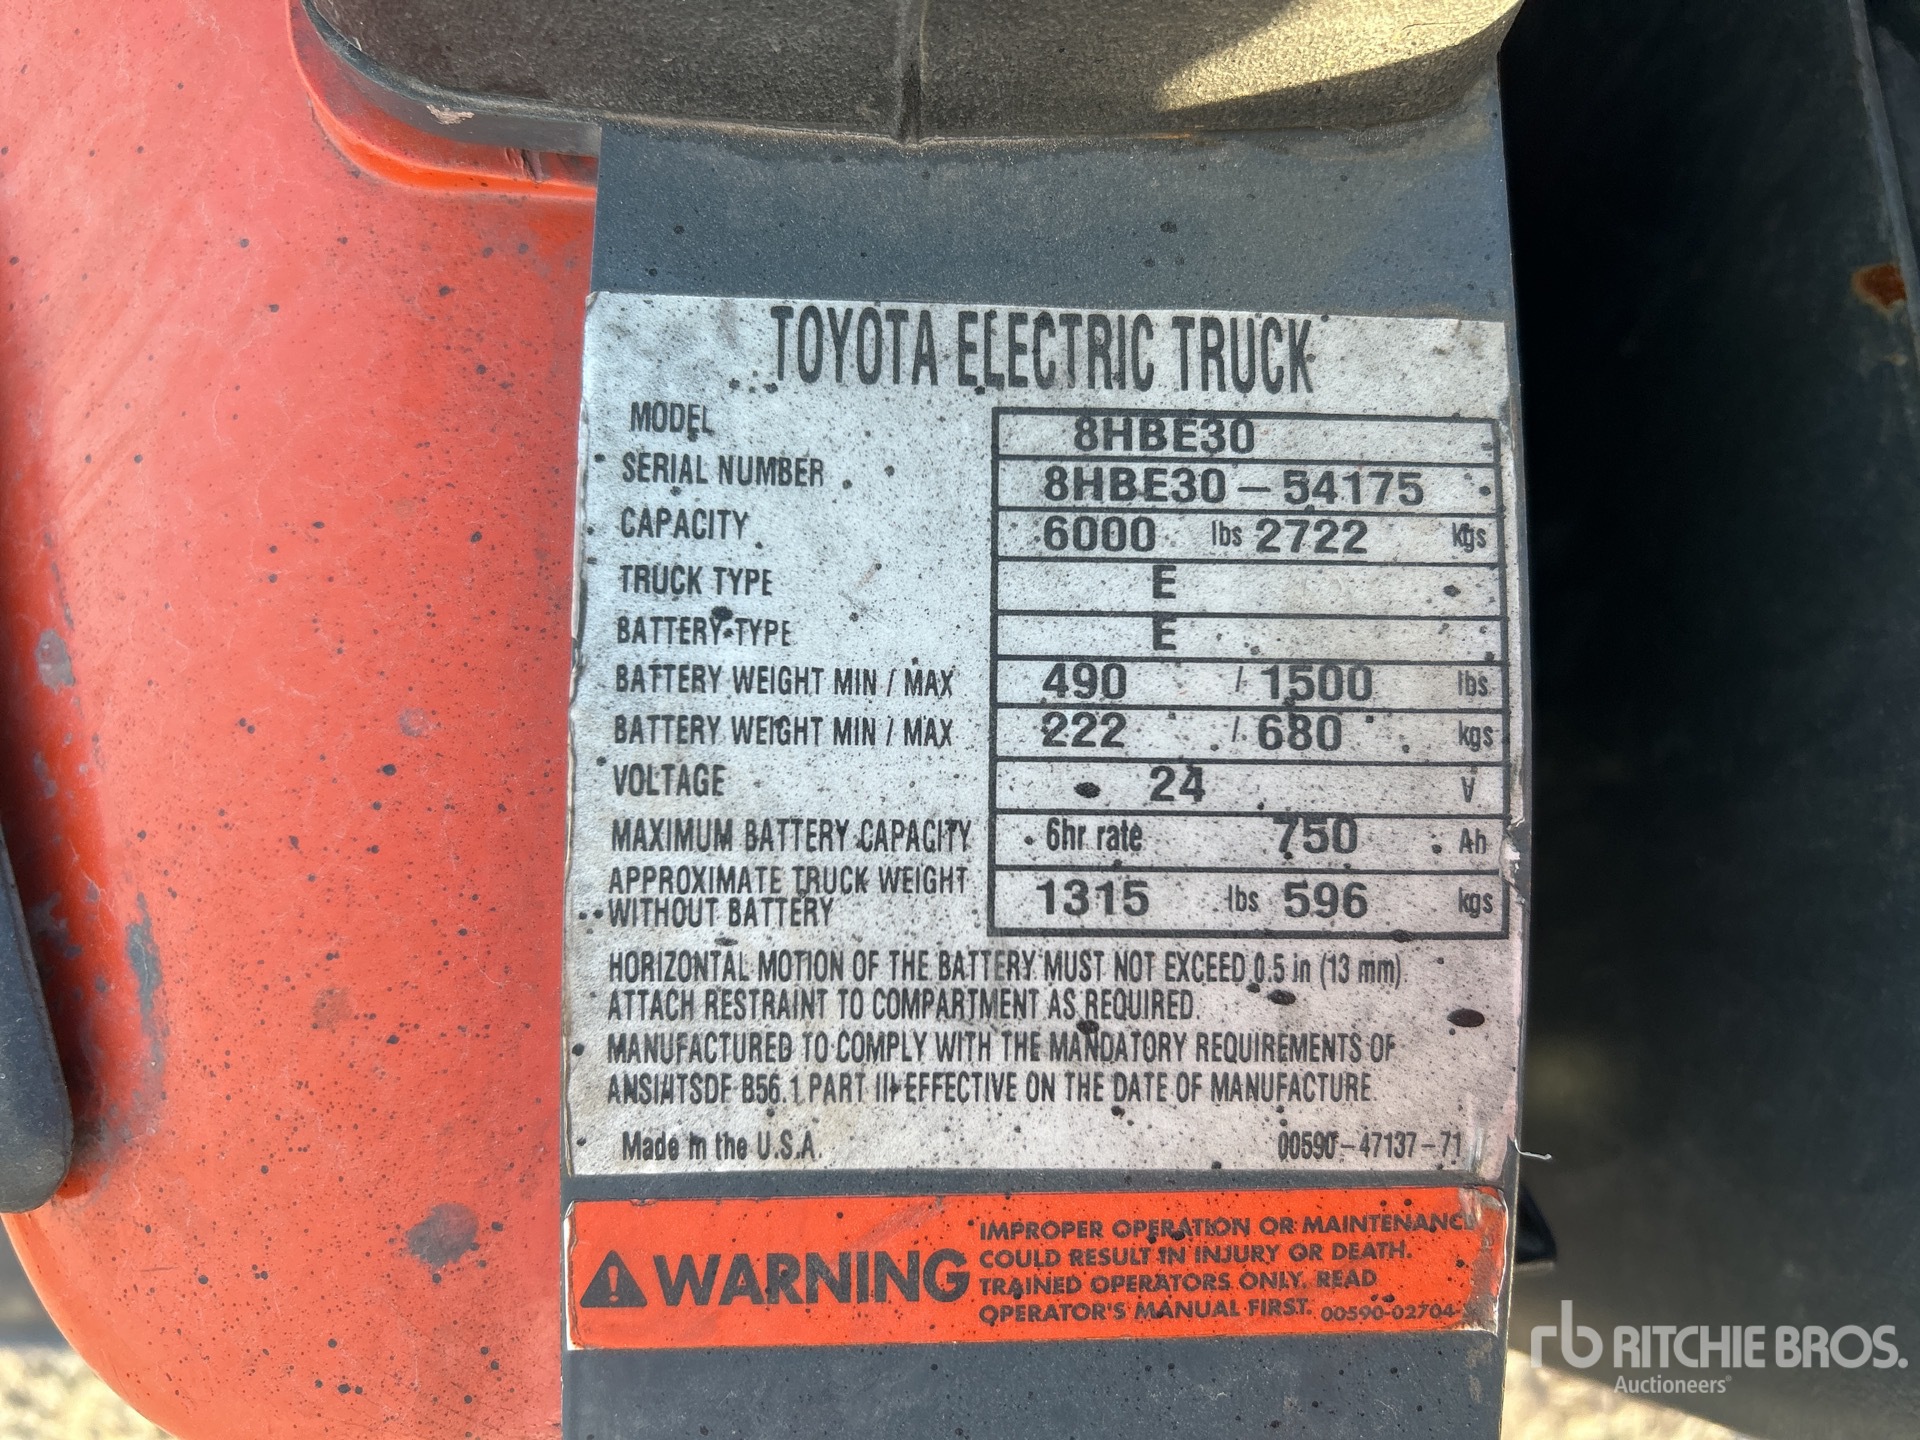 TOYOTA ELECTRIC TRUCK
MODEL 8HBE30
SERIAL NUMBER 8HBE30-54175
CAPACITY 6000 lbs 2722 kgs
TRUCK TYPE E
BATTERY TYPE E
BATTERY WEIGHT MIN / MAX 490 / 1500 lbs
BATTERY WEIGHT MIN / MAX 222 / 680 kgs
VOLTAGE 24 V
MAXIMUM BATTERY CAPACITY 6hr rate 750 Ah
APPROXIMATE TRUCK WEIGHT
WITHOUT BATTERY 1315 lbs 596 kgs
HORIZONTAL MOTION OF THE BATTERY MUST NOT EXCEED 0.5 in (13 mm).
ATTACH RESTRAINT TO COMPARTMENT AS REQUIRED.
MANUFACTURED TO COMPLY WITH THE MANDATORY REQUIREMENTS OF
ANSI/ITSDF B56.1 PART III EFFECTIVE ON THE DATE OF MANUFACTURE.
Made in the U.S.A. 00590-47137-71
WARNING
IMPROPER OPERATION OR MAINTENANCE
COULD RESULT IN INJURY OR DEATH.
TRAINED OPERATORS ONLY. READ
OPERATOR'S MANUAL FIRST. 00590-02704-
rb RITCHIE BROS.
Auctioneers